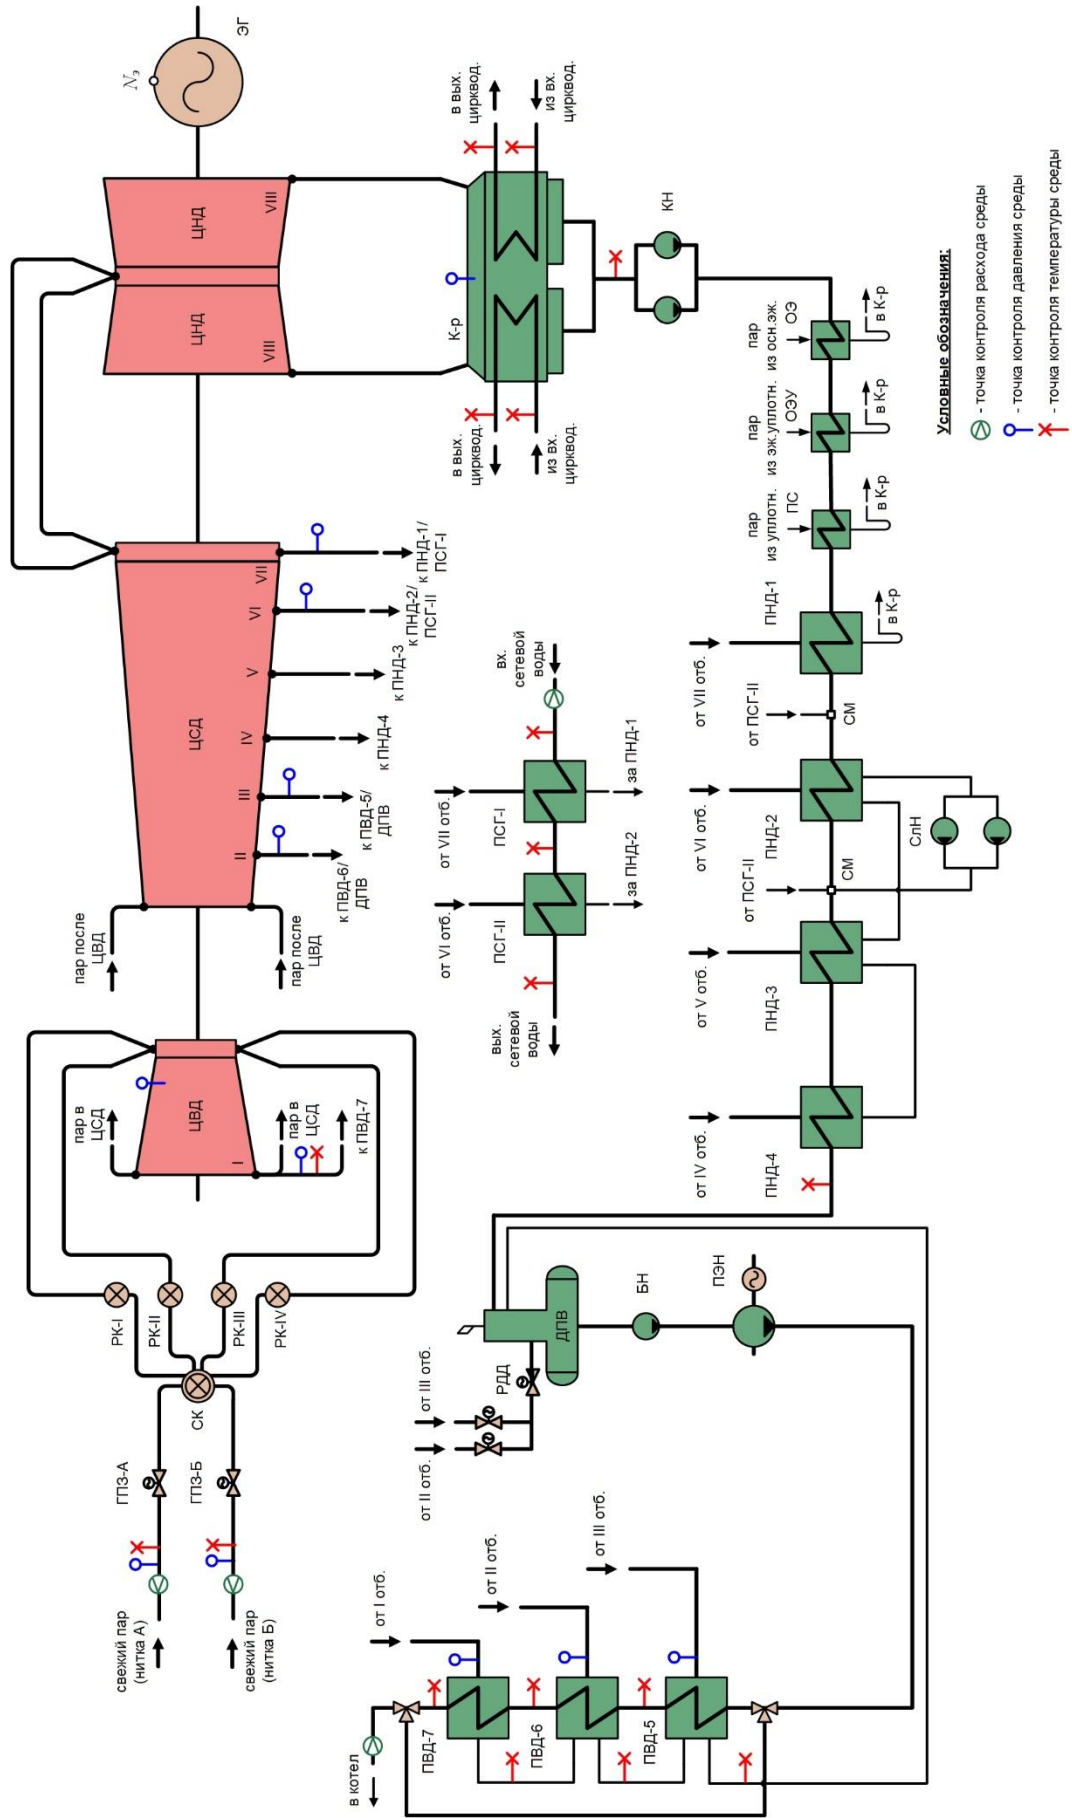 свежий пар
(нитка А)
свежий пар
(нитка Б)
ГПЗ-А
ГПЗ-Б
СК
РК-I
РК-II
РК-III
РК-IV
пар в
ЦСД
ЦВД
I
пар в
ЦСД
к ПВД-7
пар после
ЦВД
пар после
ЦВД
ЦСД
II
III
IV
V
VI
VII
к ПВД-6/
ДПВ
к ПВД-5/
ДПВ
к ПНД-4
к ПНД-3
к ПНД-2/
ПСГ-II
к ПНД-1/
ПСГ-I
ЦНД
ЦНД
VIII
VIII
Nэ
ЭГ
К-р
в вых.
цирквод.
из вх.
цирквод.
в вых.
цирквод.
из вх.
цирквод.
КН
вых.
сетевой
воды
от VI отб.
ПСГ-II
за ПНД-2
от VII отб.
ПСГ-I
за ПНД-1
вх.
сетевой
воды
в котел
ПВД-7
ПВД-6
ПВД-5
от I отб.
от II отб.
от III отб.
от II отб.
от III отб.
РДД
ДПВ
БН
ПЭН
от IV отб.
ПНД-4
от V отб.
ПНД-3
от ПСГ-II
СМ
от VI отб.
ПНД-2
СлН
от ПСГ-II
СМ
от VII отб.
ПНД-1
в К-р
пар
из уплотн.
ПС
в К-р
пар
из эж.уплотн.
ОЭУ
в К-р
пар
из осн.эж.
ОЭ
в К-р
Условные обозначения:
- точка контроля расхода среды
- точка контроля давления среды
- точка контроля температуры среды